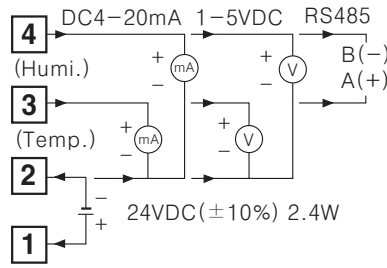 DC4-20mA 1-5VDC RS485
4
+ mA - + V - B(-)
(Humi.) A(+)
3
+ mA - + V -
(Temp.)
2
-
+
24VDC(±10%) 2.4W
1